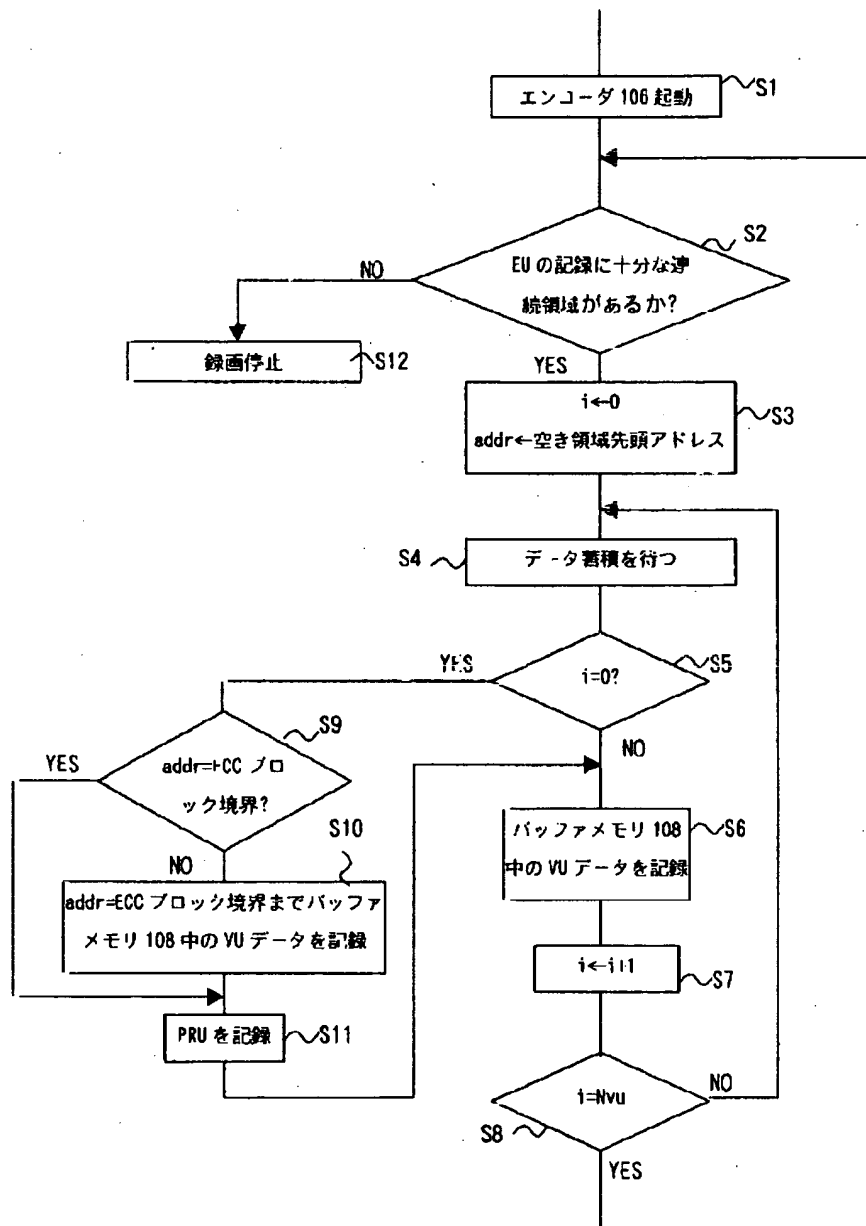 エンコーダ 106 起動
S1
S2
EU の記録に十分な連
続領域があるか?
NO
録画停止
S12
YES
i←0
addr←空き領域先頭アドレス
S3
S4
データ蓄積を待つ
YES
i=0?
S5
S9
YES
addr=ECC ブロ
ック境界?
NO
NO
S10
addr=ECC ブロック境界までバッファ
メモリ 108 中の VU データを記録
バッファメモリ 108
中の VU データを記録
S6
i←i+1
S7
PRU を記録
S11
i=Nvu
NO
S8
YES